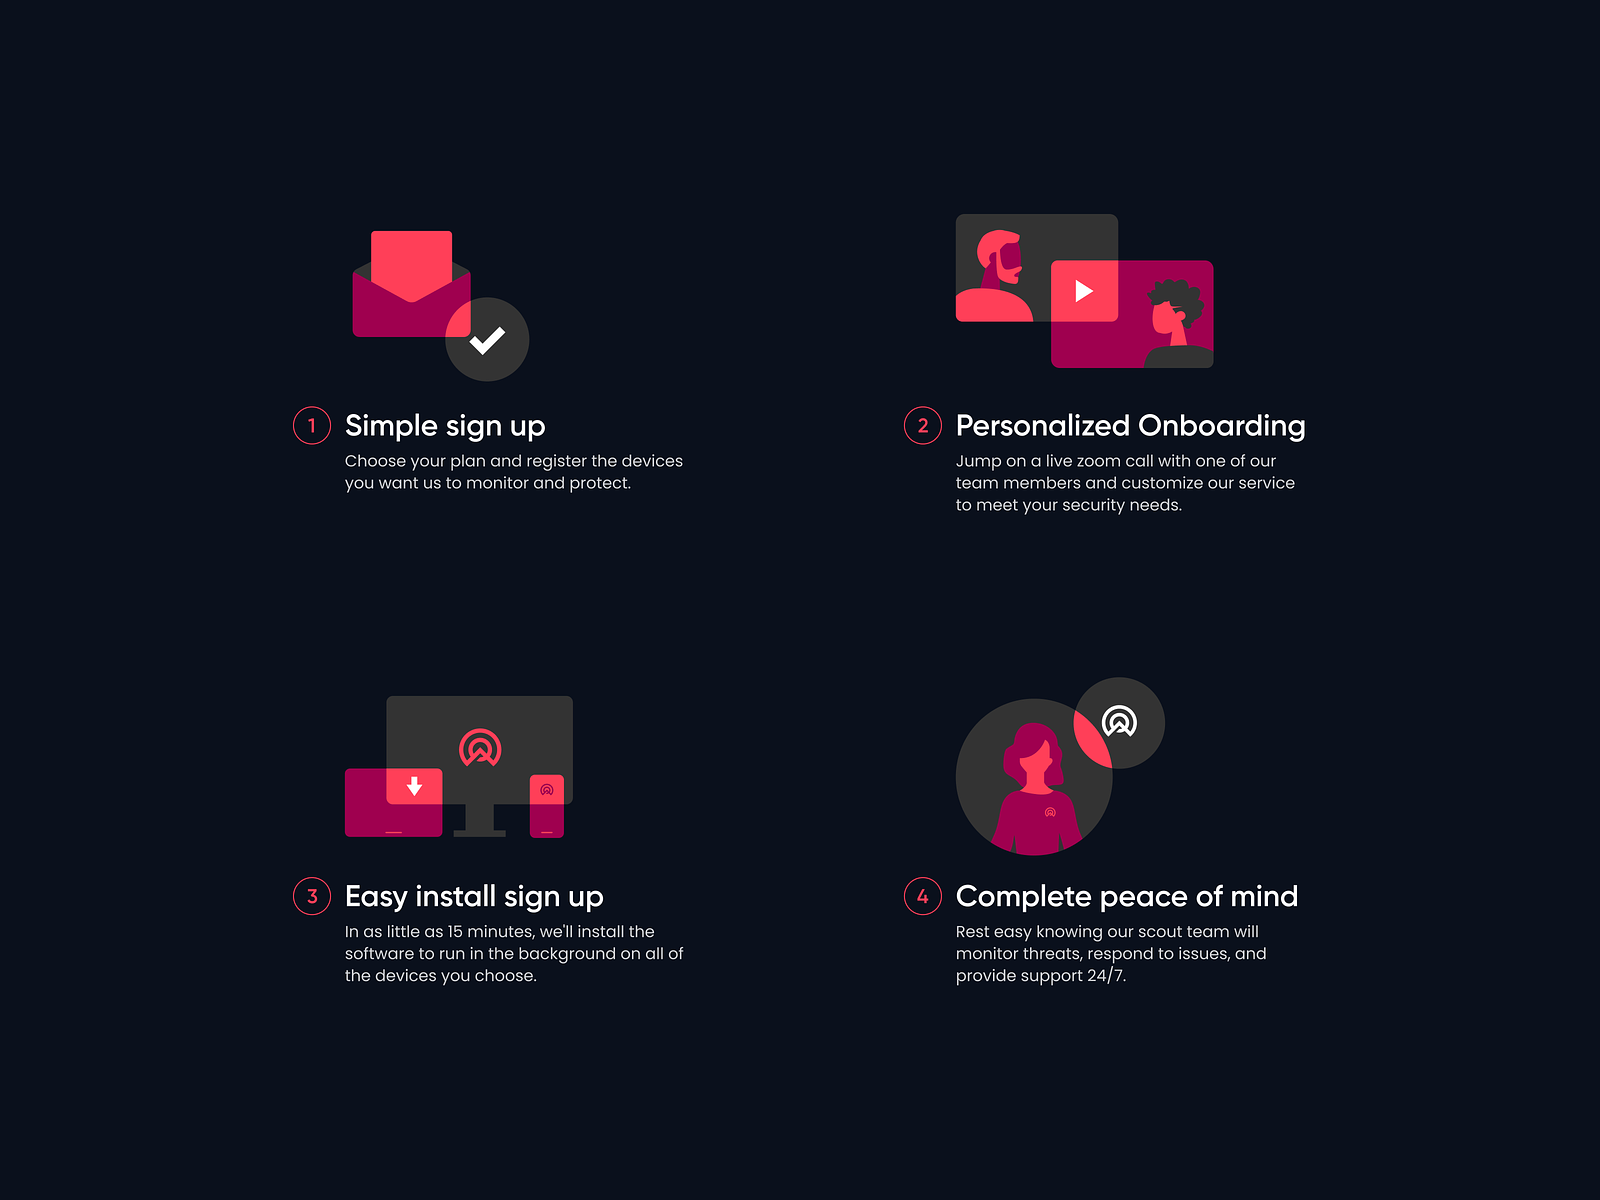 1 Simple sign up
Choose your plan and register the devices
you want us to monitor and protect.
2 Personalized Onboarding
Jump on a live zoom call with one of our
team members and customize our service
to meet your security needs.
3 Easy install sign up
In as little as 15 minutes, we'll install the
software to run in the background on all of
the devices you choose.
4 Complete peace of mind
Rest easy knowing our scout team will
monitor threats, respond to issues, and
provide support 24/7.